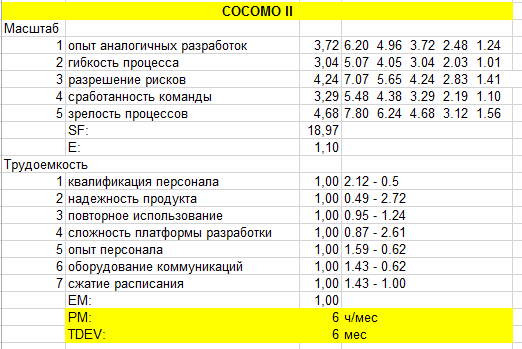 COCOMO II
Масштаб
1 опыт аналогичных разработок 3,72 6.20 4.96 3.72 2.48 1.24
2 гибкость процесса 3,04 5.07 4.05 3.04 2.03 1.01
3 разрешение рисков 4,24 7.07 5.65 4.24 2.83 1.41
4 сработанность команды 3,29 5.48 4.38 3.29 2.19 1.10
5 зрелость процессов 4,68 7.80 6.24 4.68 3.12 1.56
SF: 18,97
E: 1,10
Трудоемкость
1 квалификация персонала 1,00 2.12 - 0.5
2 надежность продукта 1,00 0.49 - 2.72
3 повторное использование 1,00 0.95 - 1.24
4 сложность платформы разработки 1,00 0.87 - 2.61
5 опыт персонала 1,00 1.59 - 0.62
6 оборудование коммуникаций 1,00 1.43 - 0.62
7 сжатие расписания 1,00 1.43 - 1.00
EM: 1,00
PM: 6 ч/мес
TDEV: 6 мес